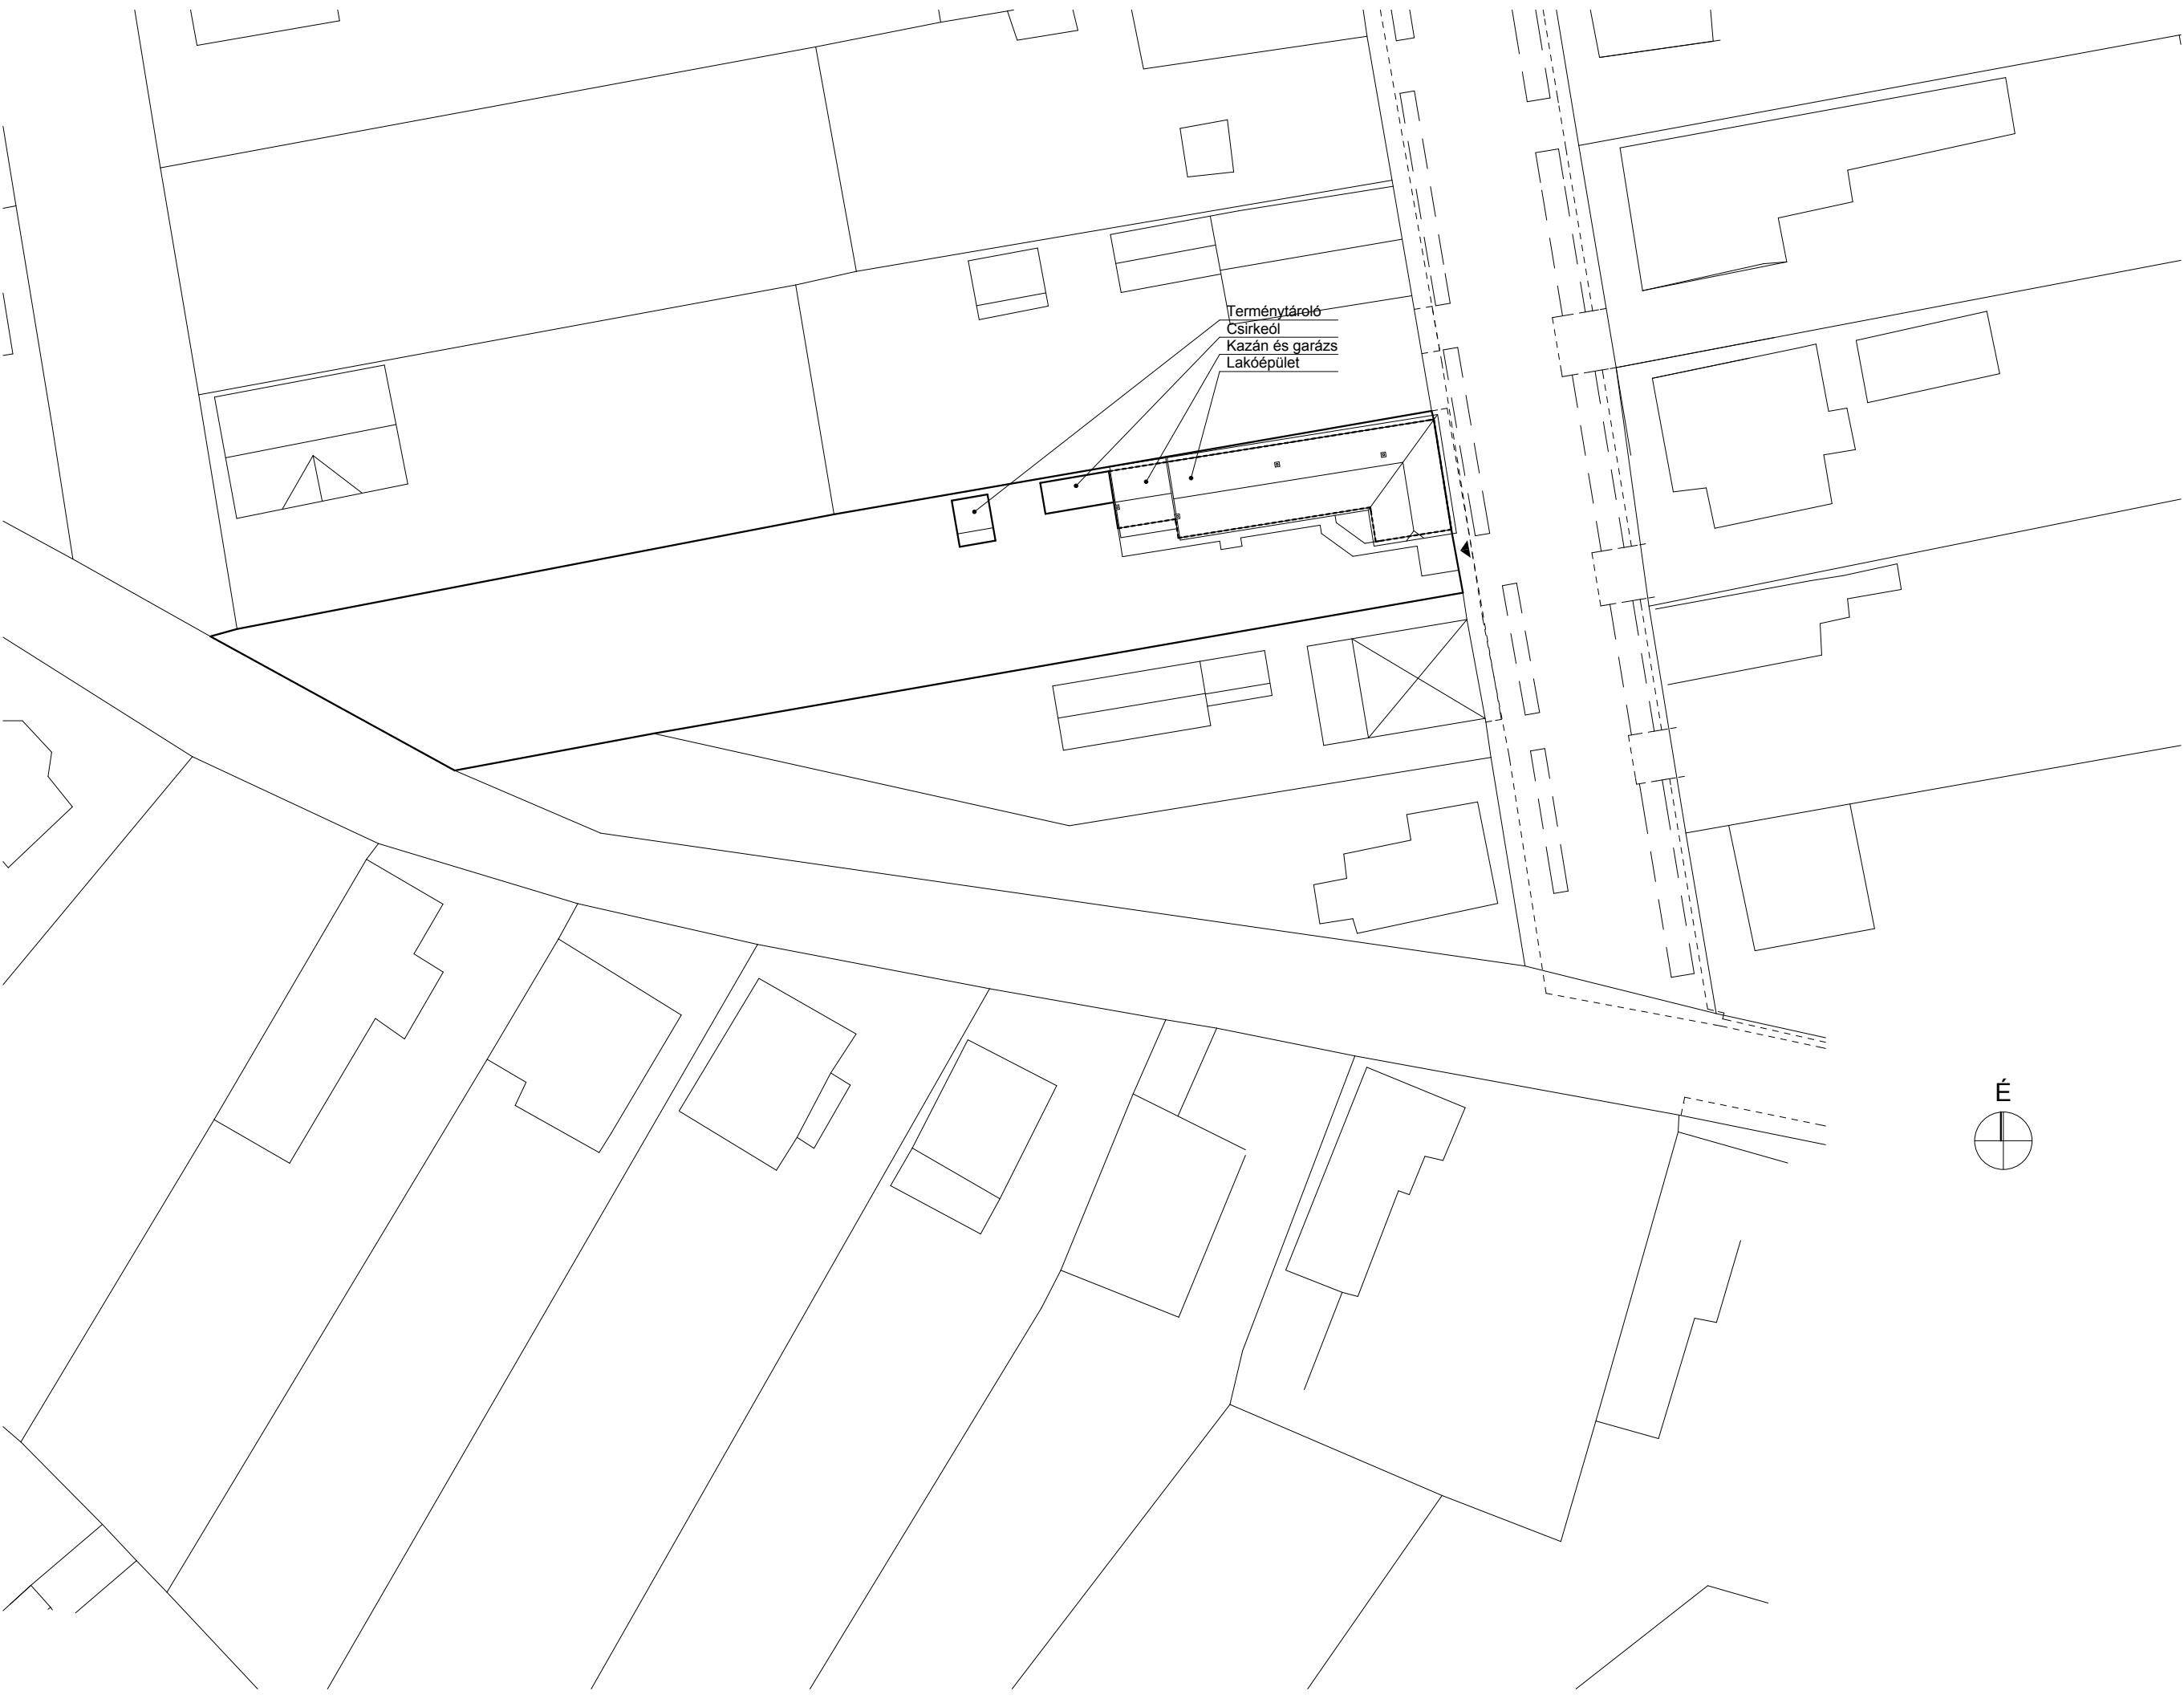 Terménytároló
Csirkeól
Kazán és garázs
Lakóépület
É